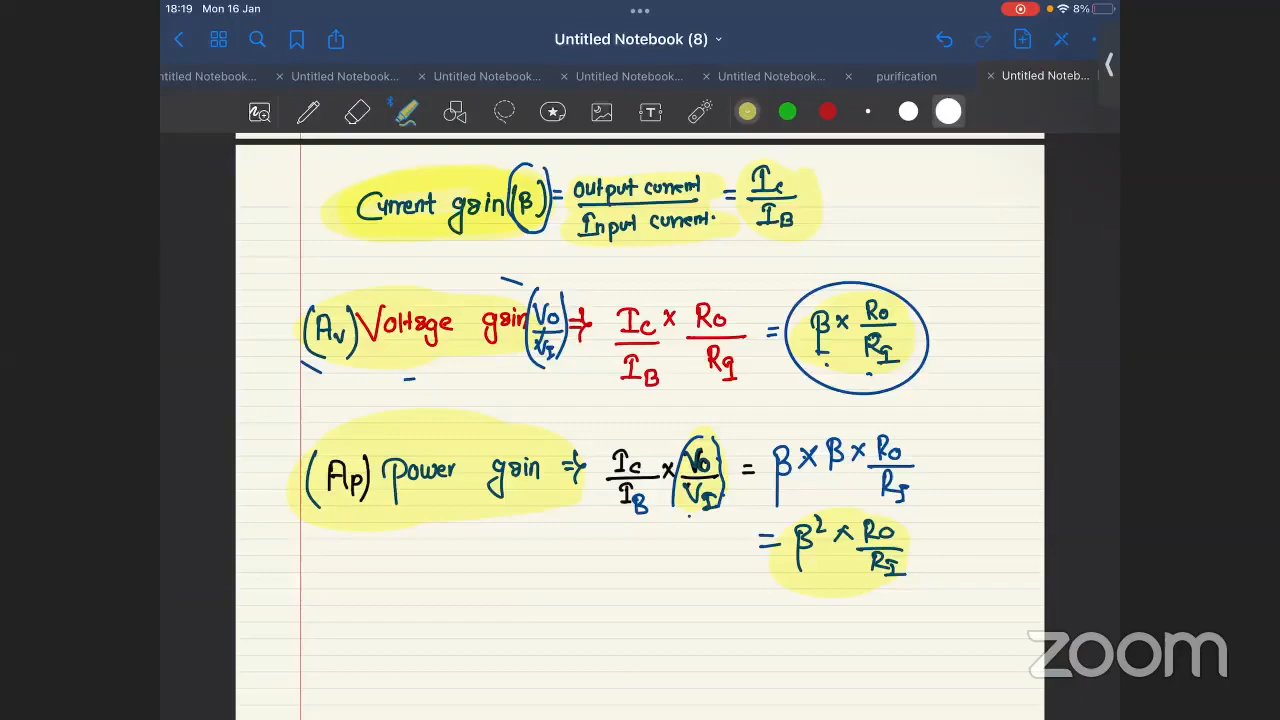 18:19 Mon 16 Jan
8%
Untitled Notebook (8)
ntitled Notebook... Untitled Notebook... Untitled Notebook... Untitled Notebook... Untitled Notebook... purification Untitled Noteb...
Current gain (β) = Output current / Input current = Ic / IB
(Av) Voltage gain (Vo / VI) ⇒ Ic / IB × Ro / RI = β × Ro / RI
(Ap) Power gain ⇒ Ic / IB × (Vo / VI) = β × β × Ro / RI
= β² × Ro / RI
zoom